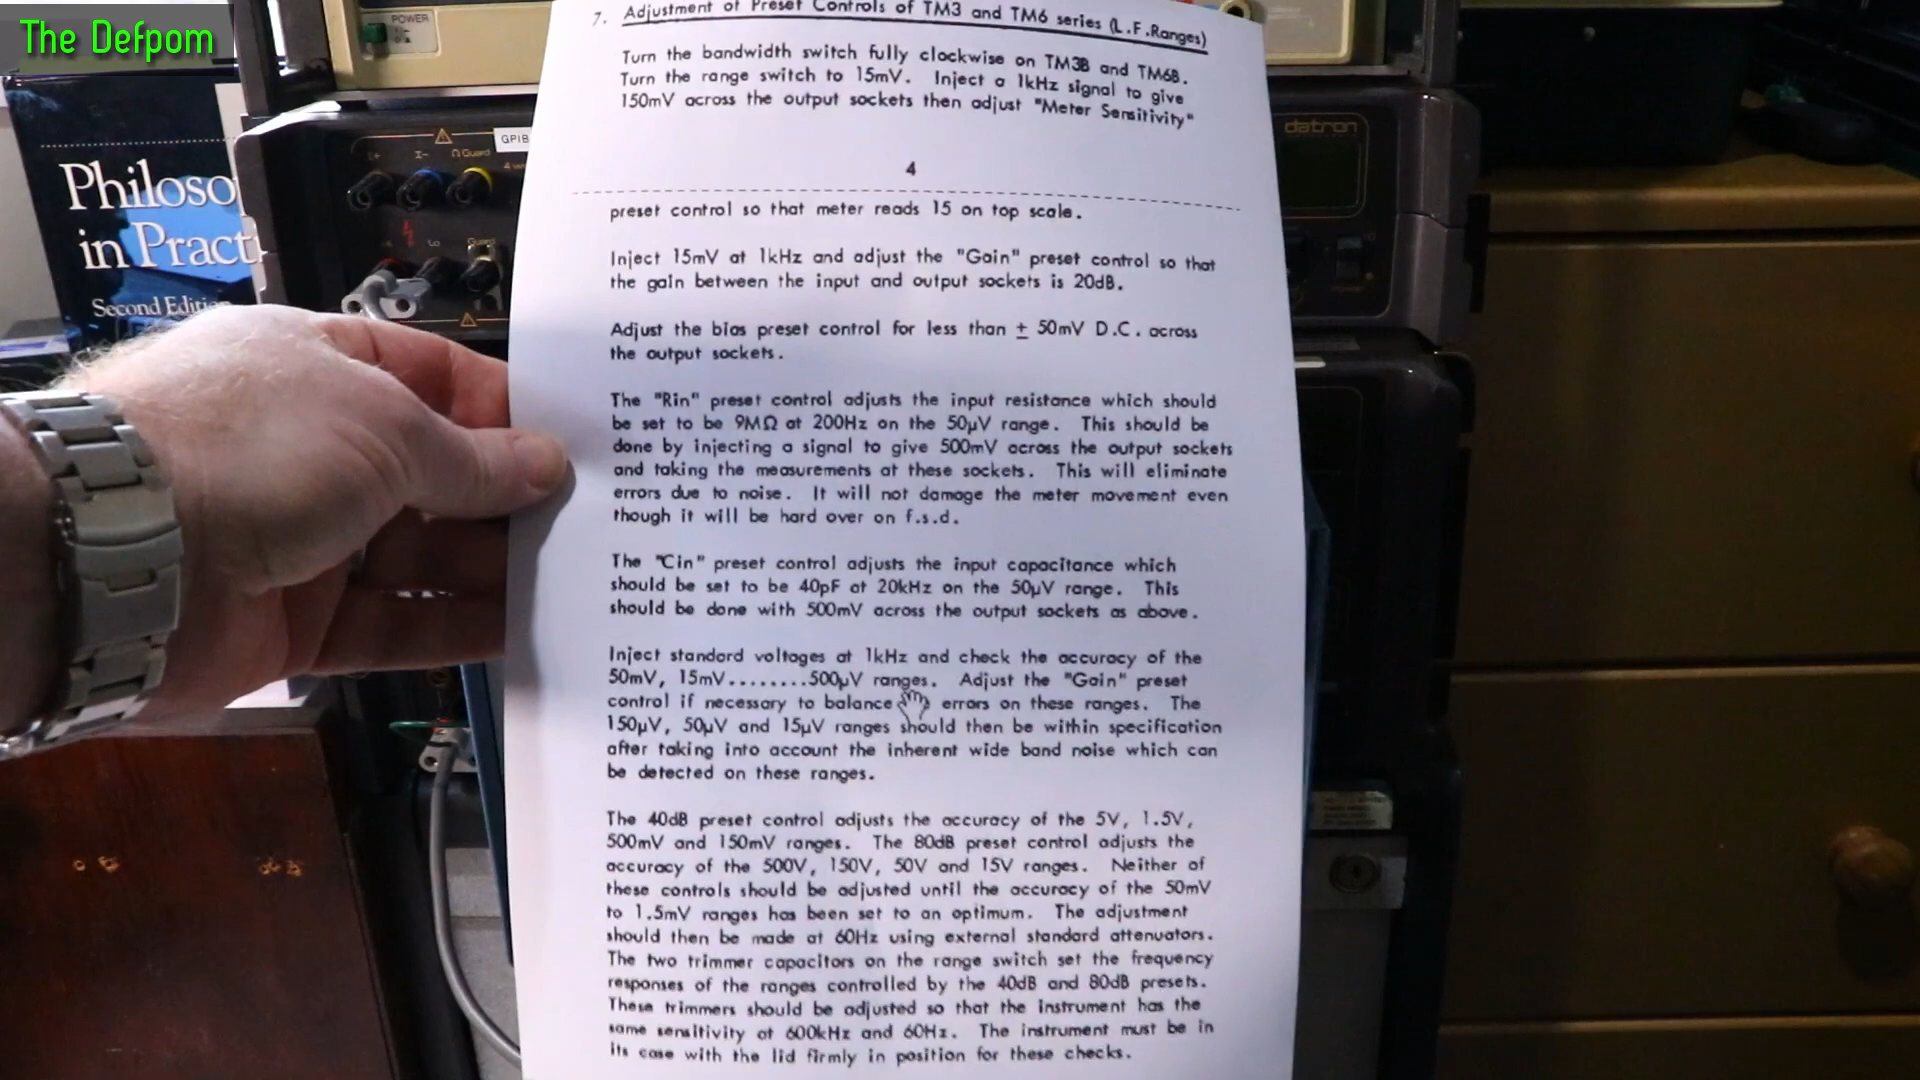 The Defpom
POWER
Philoso
in Practi
Second Edition
GPIB
I+ I- Ω Guard
Lo Guard
datron
7. Adjustment of Preset Controls of TM3 and TM6 series (L.F.Ranges)
Turn the bandwidth switch fully clockwise on TM3B and TM6B.
Turn the range switch to 15mV. Inject a 1kHz signal to give
150mV across the output sockets then adjust "Meter Sensitivity"
4
preset control so that meter reads 15 on top scale.
Inject 15mV at 1kHz and adjust the "Gain" preset control so that
the gain between the input and output sockets is 20dB.
Adjust the bias preset control for less than ± 50mV D.C. across
the output sockets.
The "Rin" preset control adjusts the input resistance which should
be set to be 9MΩ at 200Hz on the 50µV range. This should be
done by injecting a signal to give 500mV across the output sockets
and taking the measurements at these sockets. This will eliminate
errors due to noise. It will not damage the meter movement even
though it will be hard over on f.s.d.
The "Cin" preset control adjusts the input capacitance which
should be set to be 40pF at 20kHz on the 50µV range. This
should be done with 500mV across the output sockets as above.
Inject standard voltages at 1kHz and check the accuracy of the
50mV, 15mV........500µV ranges. Adjust the "Gain" preset
control if necessary to balance errors on these ranges. The
150µV, 50µV and 15µV ranges should then be within specification
after taking into account the inherent wide band noise which can
be detected on these ranges.
The 40dB preset control adjusts the accuracy of the 5V, 1.5V,
500mV and 150mV ranges. The 80dB preset control adjusts the
accuracy of the 500V, 150V, 50V and 15V ranges. Neither of
these controls should be adjusted until the accuracy of the 50mV
to 1.5mV ranges has been set to an optimum. The adjustment
should then be made at 60Hz using external standard attenuators.
The two trimmer capacitors on the range switch set the frequency
responses of the ranges controlled by the 40dB and 80dB presets.
These trimmers should be adjusted so that the instrument has the
same sensitivity at 600kHz and 60Hz. The instrument must be in
its case with the lid firmly in position for these checks.